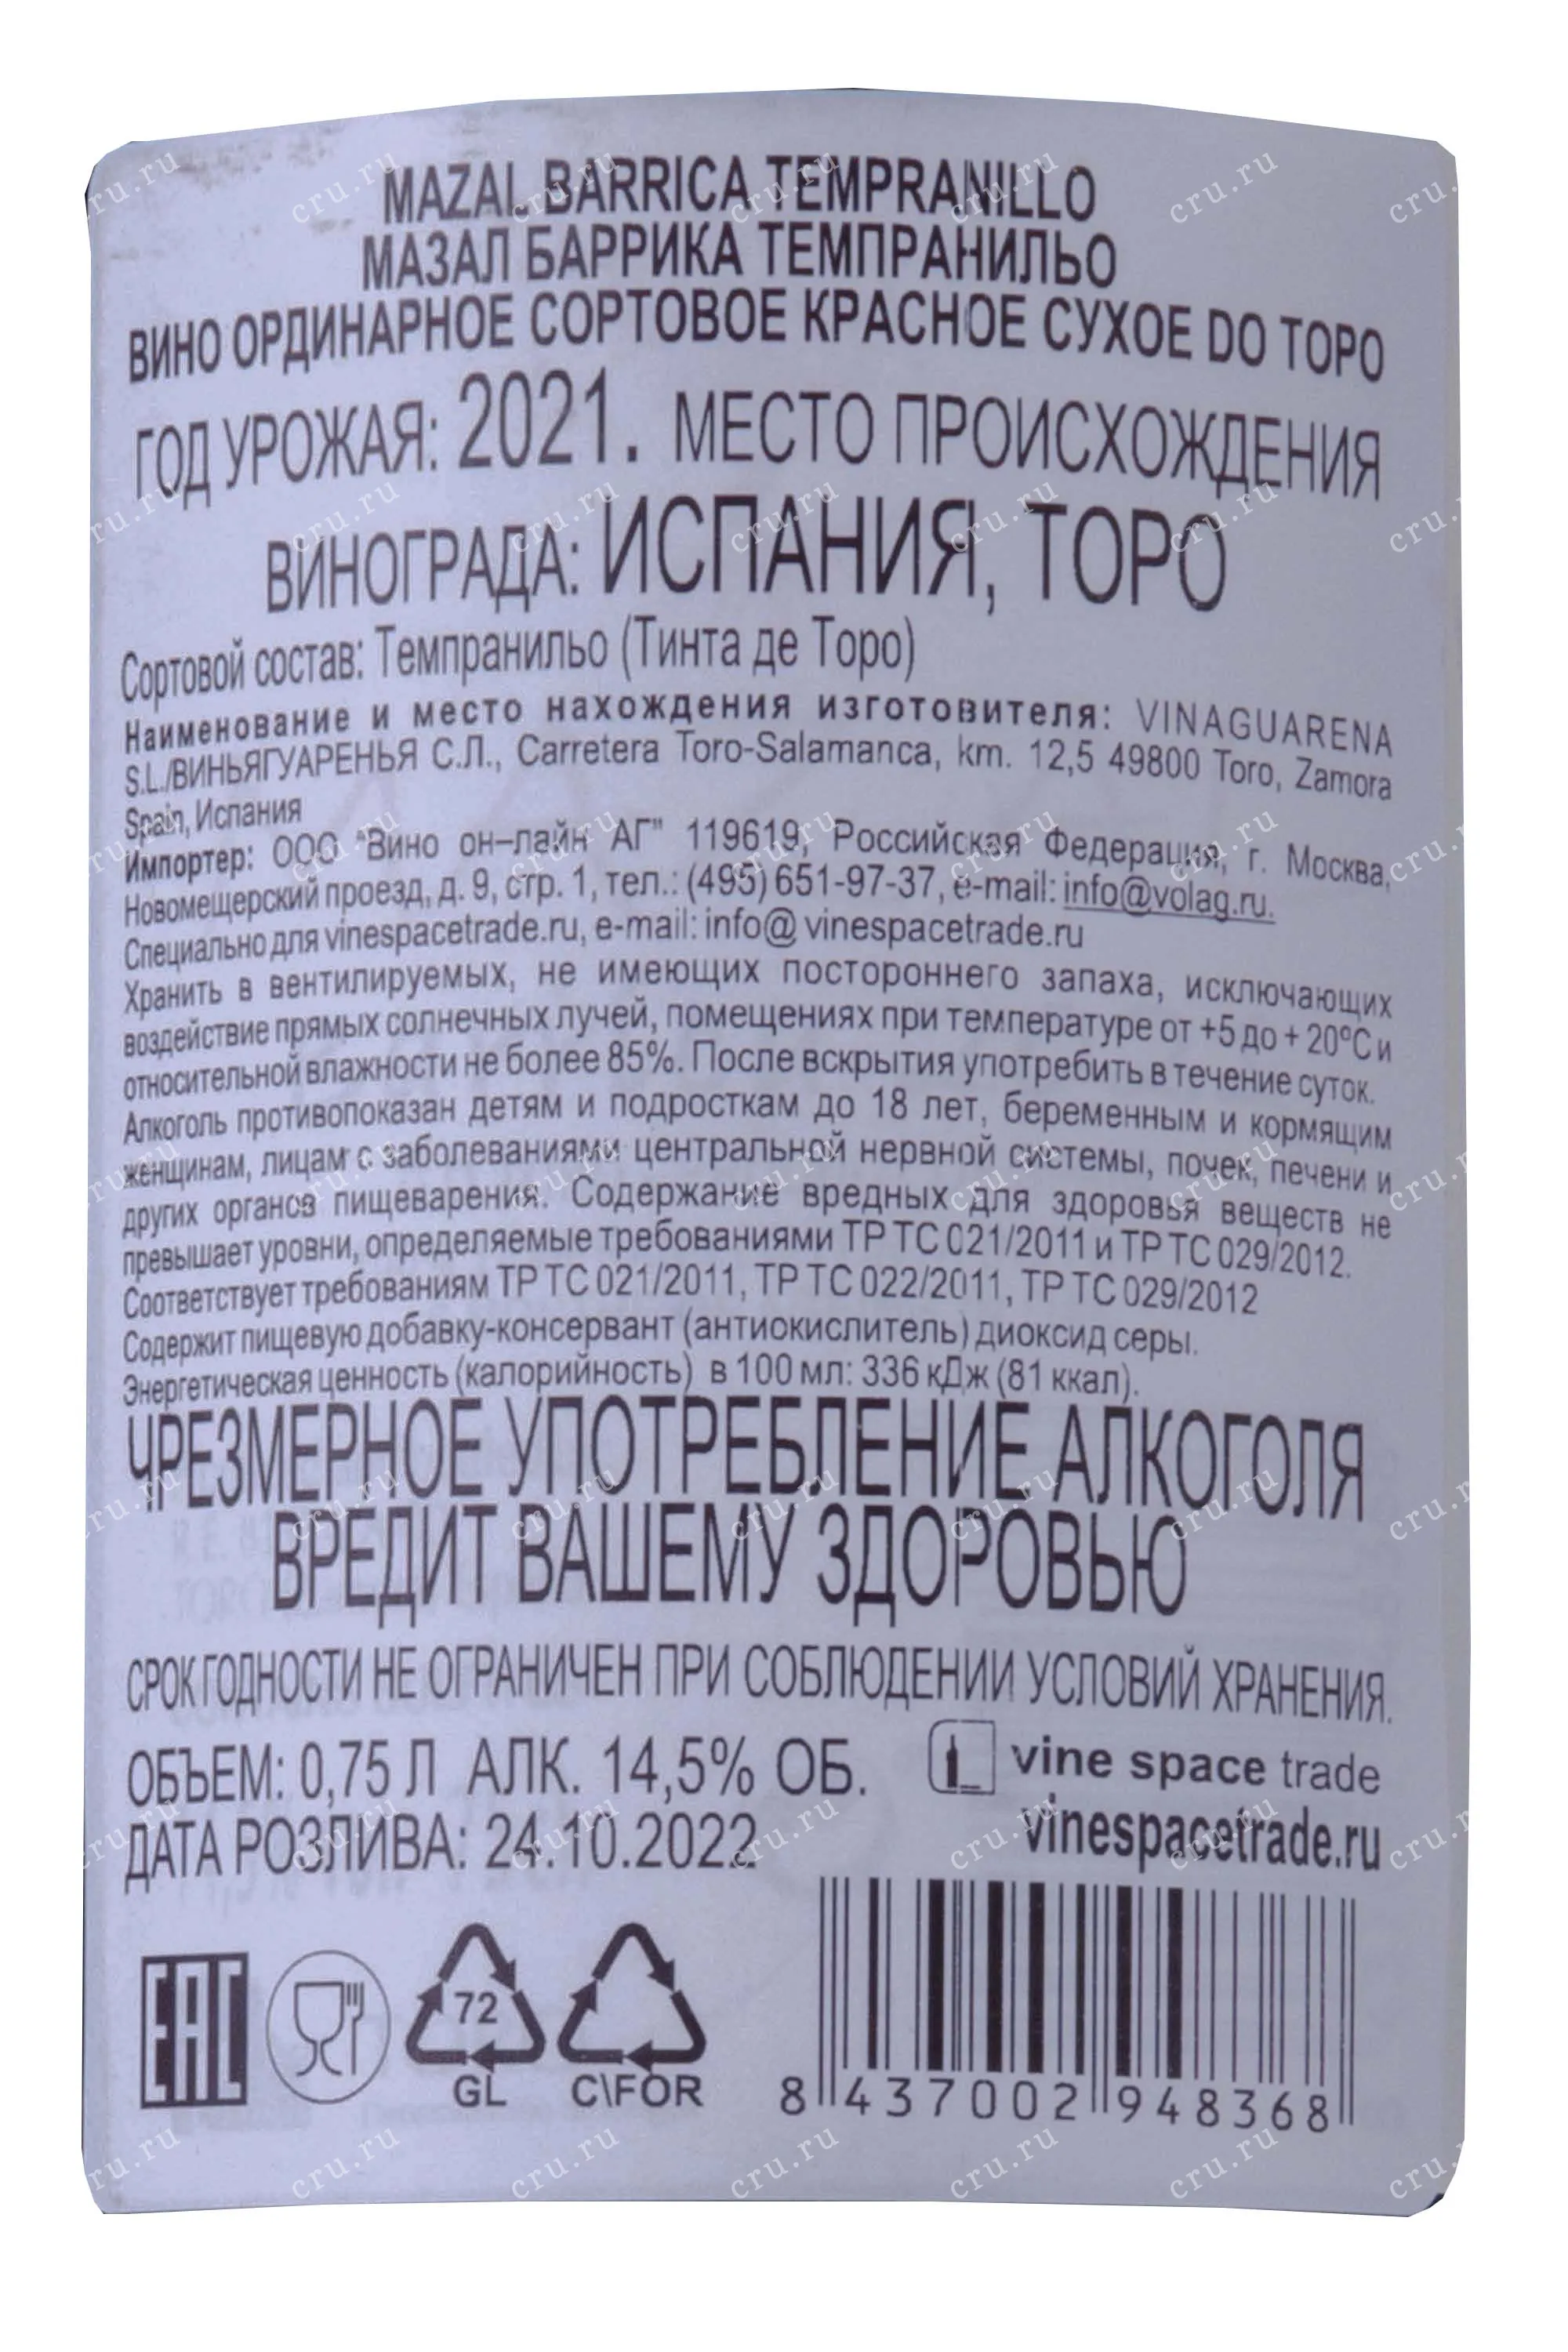 MAZAL BARRICA TEMPRANILLO
МАЗАЛ БАРРИКА ТЕМПРАНИЛЬО
ВИНО ОРДИНАРНОЕ СОРТОВОЕ КРАСНОЕ СУХОЕ DO ТОРО
ГОД УРОЖАЯ: 2021. МЕСТО ПРОИСХОЖДЕНИЯ
ВИНОГРАДА: ИСПАНИЯ, ТОРО
Сортовой состав: Темпранильо (Тинта де Торо)
Наименование и место нахождения изготовителя: VINAGUARENA
S.L./ВИНЬЯГУАРЕНЬЯ С.Л., Carretera Toro-Salamanca, km. 12,5 49800 Toro, Zamora
Spain, Испания
Импортер: ООО "Вино он–лайн АГ" 119619, Российская Федерация, г. Москва,
Новомещерский проезд, д. 9, стр. 1, тел.: (495) 651-97-37, e-mail: info@volag.ru.
Специально для vinespacetrade.ru, e-mail: info@ vinespacetrade.ru
Хранить в вентилируемых, не имеющих постороннего запаха, исключающих
воздействие прямых солнечных лучей, помещениях при температуре от +5 до + 20°С и
относительной влажности не более 85%. После вскрытия употребить в течение суток.
Алкоголь противопоказан детям и подросткам до 18 лет, беременным и кормящим
женщинам, лицам с заболеваниями центральной нервной системы, почек, печени и
других органов пищеварения. Содержание вредных для здоровья веществ не
превышает уровни, определяемые требованиями ТР ТС 021/2011 и ТР ТС 029/2012.
Соответствует требованиям ТР ТС 021/2011, ТР ТС 022/2011, ТР ТС 029/2012
Содержит пищевую добавку-консервант (антиокислитель) диоксид серы.
Энергетическая ценность (калорийность) в 100 мл: 336 кДж (81 ккал).
ЧРЕЗМЕРНОЕ УПОТРЕБЛЕНИЕ АЛКОГОЛЯ
ВРЕДИТ ВАШЕМУ ЗДОРОВЬЮ
СРОК ГОДНОСТИ НЕ ОГРАНИЧЕН ПРИ СОБЛЮДЕНИИ УСЛОВИЙ ХРАНЕНИЯ.
ОБЪЕМ: 0,75 Л АЛК. 14,5% ОБ.
vine space trade
ДАТА РОЗЛИВА: 24.10.2022
vinespacetrade.ru
EAC
72
GL
C\FOR
8 437002 948368
cru.ru